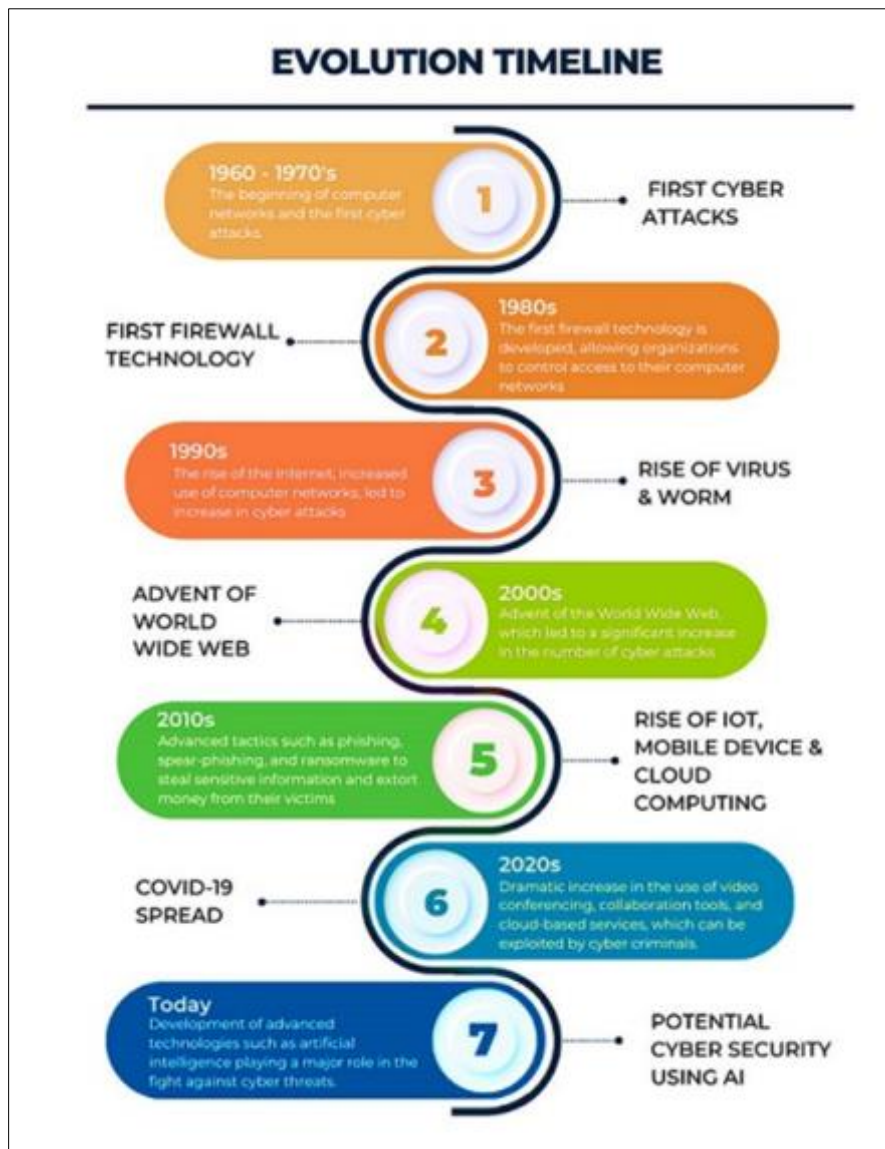 EVOLUTION TIMELINE
1960 - 1970's
The beginning of computer
networks and the first cyber
attacks.
1
FIRST CYBER
ATTACKS
FIRST FIREWALL
TECHNOLOGY
2
1980s
The first firewall technology is
developed, allowing organizations
to control access to their computer
networks
1990s
The rise of the Internet, increased
use of computer networks, led to
increase in cyber attacks
3
RISE OF VIRUS
& WORM
ADVENT OF
WORLD
WIDE WEB
4
2000s
Advent of the World Wide Web,
which led to a significant increase
in the number of cyber attacks
2010s
Advanced tactics such as phishing,
spear-phishing, and ransomware to
steal sensitive information and extort
money from their victims
5
RISE OF IOT,
MOBILE DEVICE &
CLOUD
COMPUTING
COVID-19
SPREAD
6
2020s
Dramatic increase in the use of video
conferencing, collaboration tools, and
cloud-based services, which can be
exploited by cyber criminals.
Today
Development of advanced
technologies such as artificial
intelligence playing a major role in the
fight against cyber threats.
7
POTENTIAL
CYBER SECURITY
USING AI